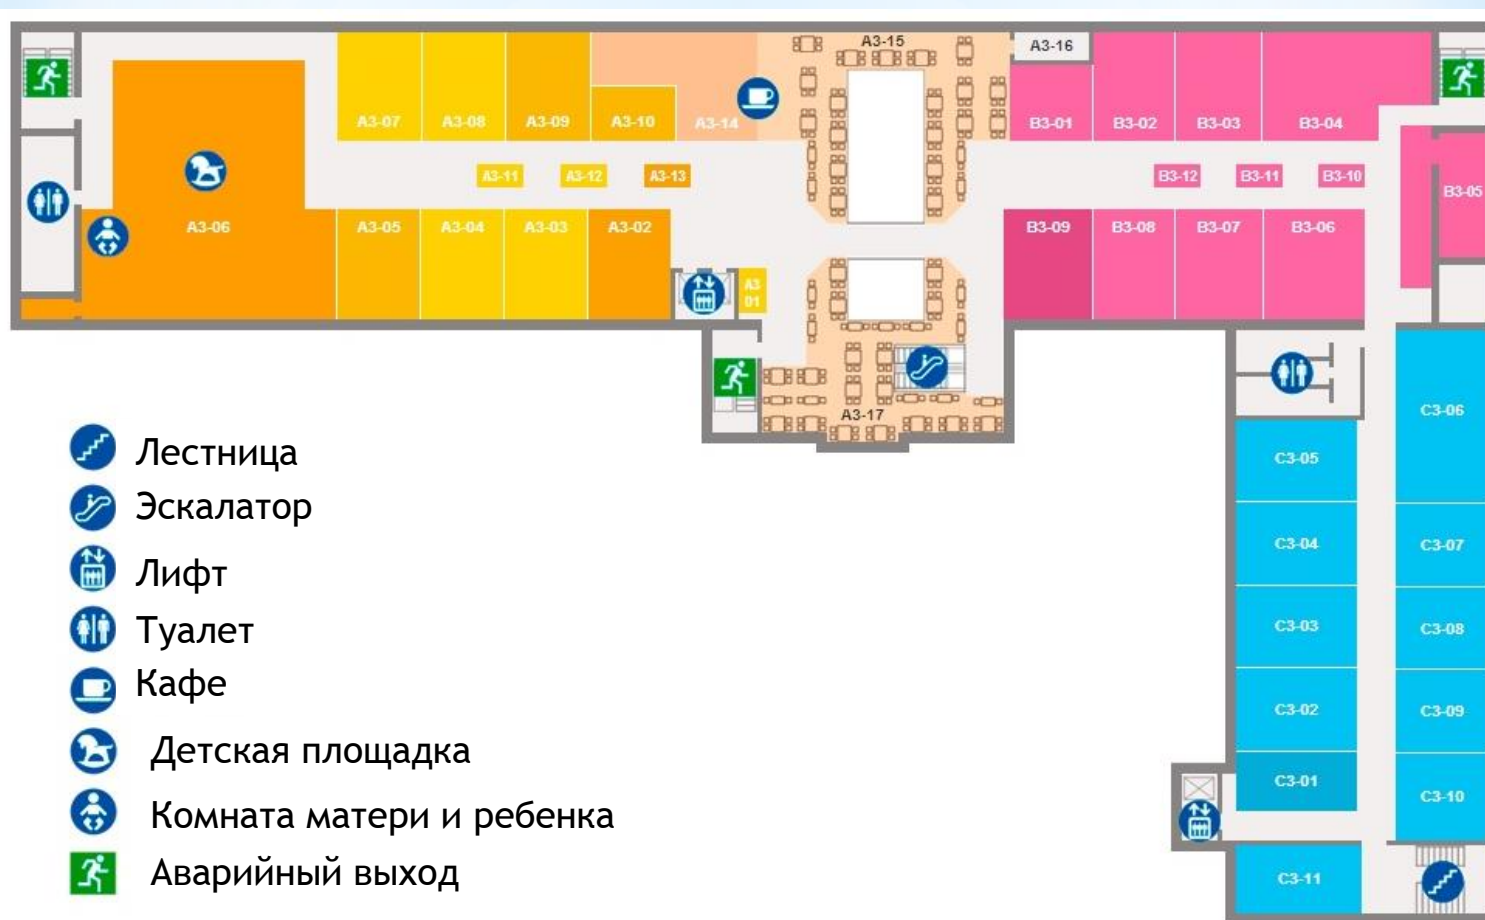 A3-15
A3-16
A3-07
A3-08
A3-09
A3-10
A3-14
B3-01
B3-02
B3-03
B3-04
A3-11
A3-12
A3-13
B3-12
B3-11
B3-10
B3-05
A3-06
A3-05
A3-04
A3-03
A3-02
B3-09
B3-08
B3-07
B3-06
A3
01
A3-17
C3-06
C3-05
C3-04
C3-07
C3-03
C3-08
C3-02
C3-09
C3-01
C3-10
C3-11
Лестница
Эскалатор
Лифт
Туалет
Кафе
Детская площадка
Комната матери и ребенка
Аварийный выход